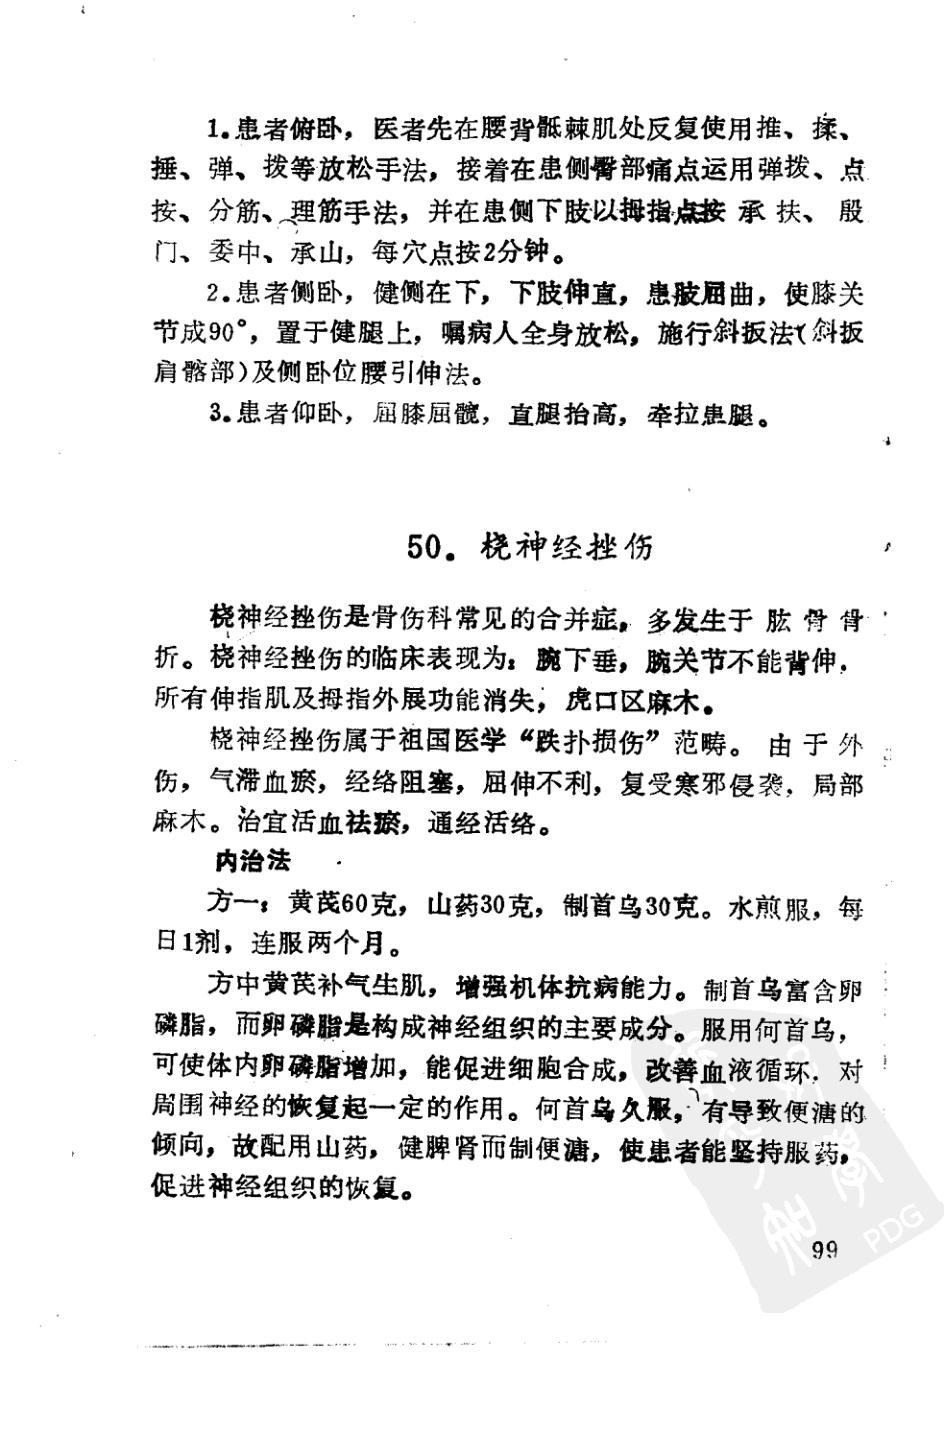 1.患者俯卧，医者先在腰背骶棘肌处反复使用推、揉、
捶、弹、拨等放松手法，接着在患侧臀部痛点运用弹拨、点
按、分筋、理筋手法，并在患侧下肢以拇指点按 承 扶、 殷
门、委中、承山，每穴点按2分钟。
2.患者侧卧，健侧在下，下肢伸直，患肢屈曲，使膝关
节成90°，置于健腿上，嘱病人全身放松，施行斜扳法(斜扳
肩髂部)及侧卧位腰引伸法。
3.患者仰卧，屈膝屈髋，直腿抬高，牵拉患腿。
50．桡神经挫伤
桡神经挫伤是骨伤科常见的合并症，多发生于 肱 骨 骨
折。桡神经挫伤的临床表现为：腕下垂，腕关节不能背伸，
所有伸指肌及拇指外展功能消失，虎口区麻木。
桡神经挫伤属于祖国医学“跌扑损伤”范畴。 由 于 外
伤，气滞血瘀，经络阻塞，屈伸不利，复受寒邪侵袭，局部
麻木。治宜活血祛瘀，通经活络。
内治法
方一：黄芪60克，山药30克，制首乌30克。水煎服，每
日1剂，连服两个月。
方中黄芪补气生肌，增强机体抗病能力。制首乌富含卵
磷脂，而卵磷脂是构成神经组织的主要成分。服用何首乌，
可使体内卵磷脂增加，能促进细胞合成，改善血液循环，对
周围神经的恢复起一定的作用。何首乌久服，有导致便溏的
倾向，故配用山药，健脾肾而制便溏，使患者能坚持服药，
促进神经组织的恢复。
99
PDG